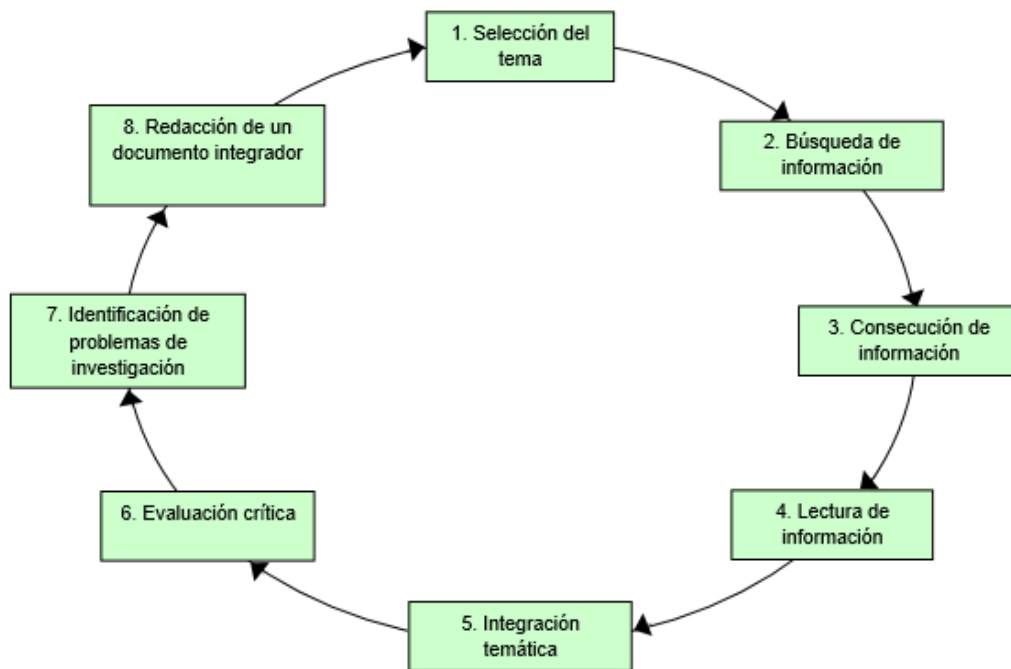 1. Selección del
tema
2. Búsqueda de
información
3. Consecución de
información
4. Lectura de
información
5. Integración
temática
6. Evaluación crítica
7. Identificación de
problemas de
investigación
8. Redacción de un
documento integrador